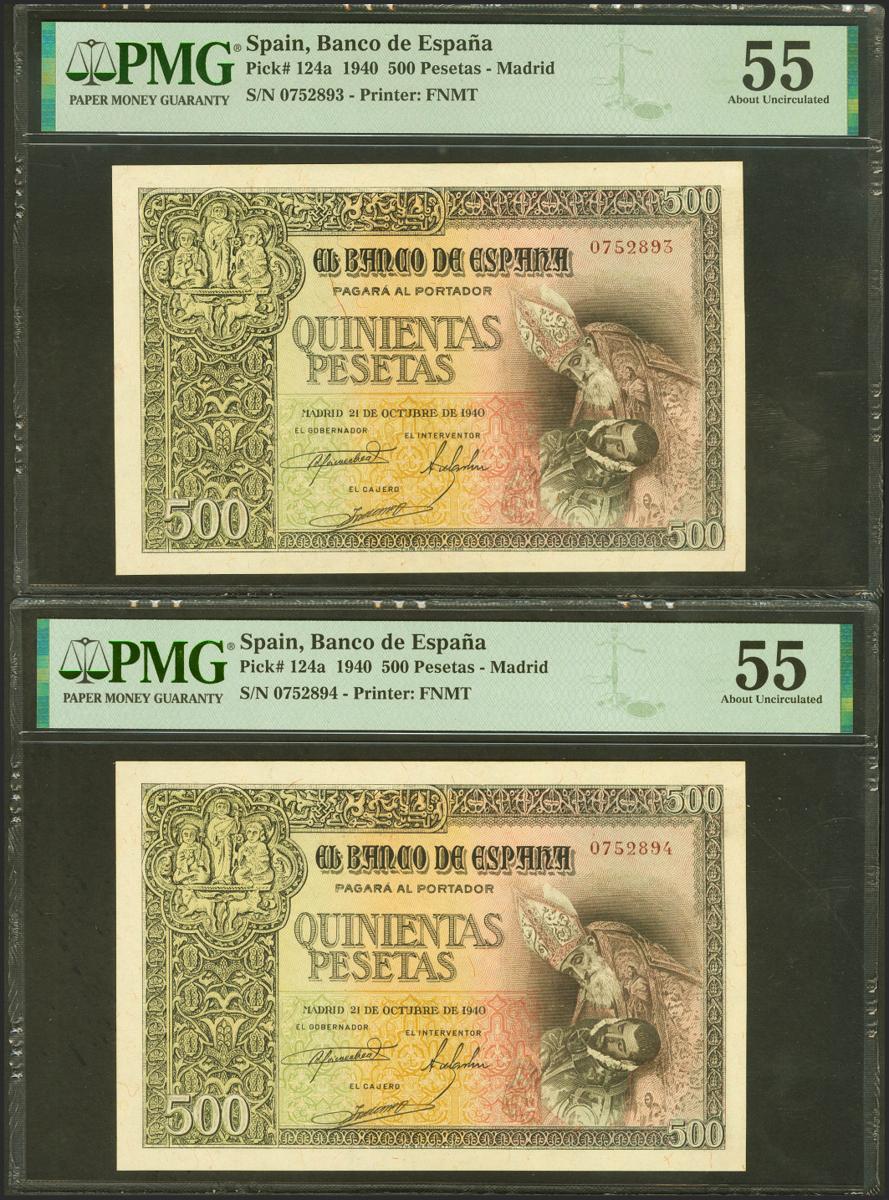 PMG®
PAPER MONEY GUARANTY
Spain, Banco de España
Pick# 124a 1940 500 Pesetas - Madrid
S/N 0752893 - Printer: FNMT
55
About Uncirculated
500
0752893
EL BANCO DE ESPAÑA
PAGARÁ AL PORTADOR
QUINIENTAS
PESETAS
MADRID 21 DE OCTUBRE DE 1940
EL GOBERNADOR
EL INTERVENTOR
EL CAJERO
500
500
PMG®
PAPER MONEY GUARANTY
Spain, Banco de España
Pick# 124a 1940 500 Pesetas - Madrid
S/N 0752894 - Printer: FNMT
55
About Uncirculated
500
0752894
EL BANCO DE ESPAÑA
PAGARÁ AL PORTADOR
QUINIENTAS
PESETAS
MADRID 21 DE OCTUBRE DE 1940
EL GOBERNADOR
EL INTERVENTOR
EL CAJERO
500
500